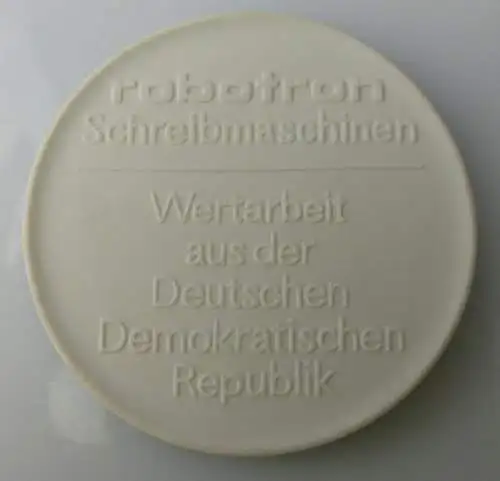 robotron
Schreibmaschinen
Wertarbeit
aus der
Deutschen
Demokratischen
Republik